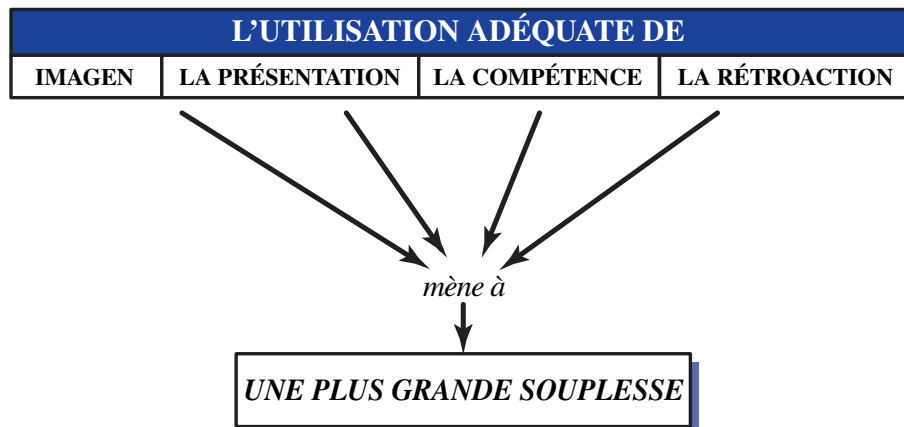 L'UTILISATION ADÉQUATE DE
IMAGEN LA PRÉSENTATION LA COMPÉTENCE LA RÉTROACTION
mène à
UNE PLUS GRANDE SOUPLESSE